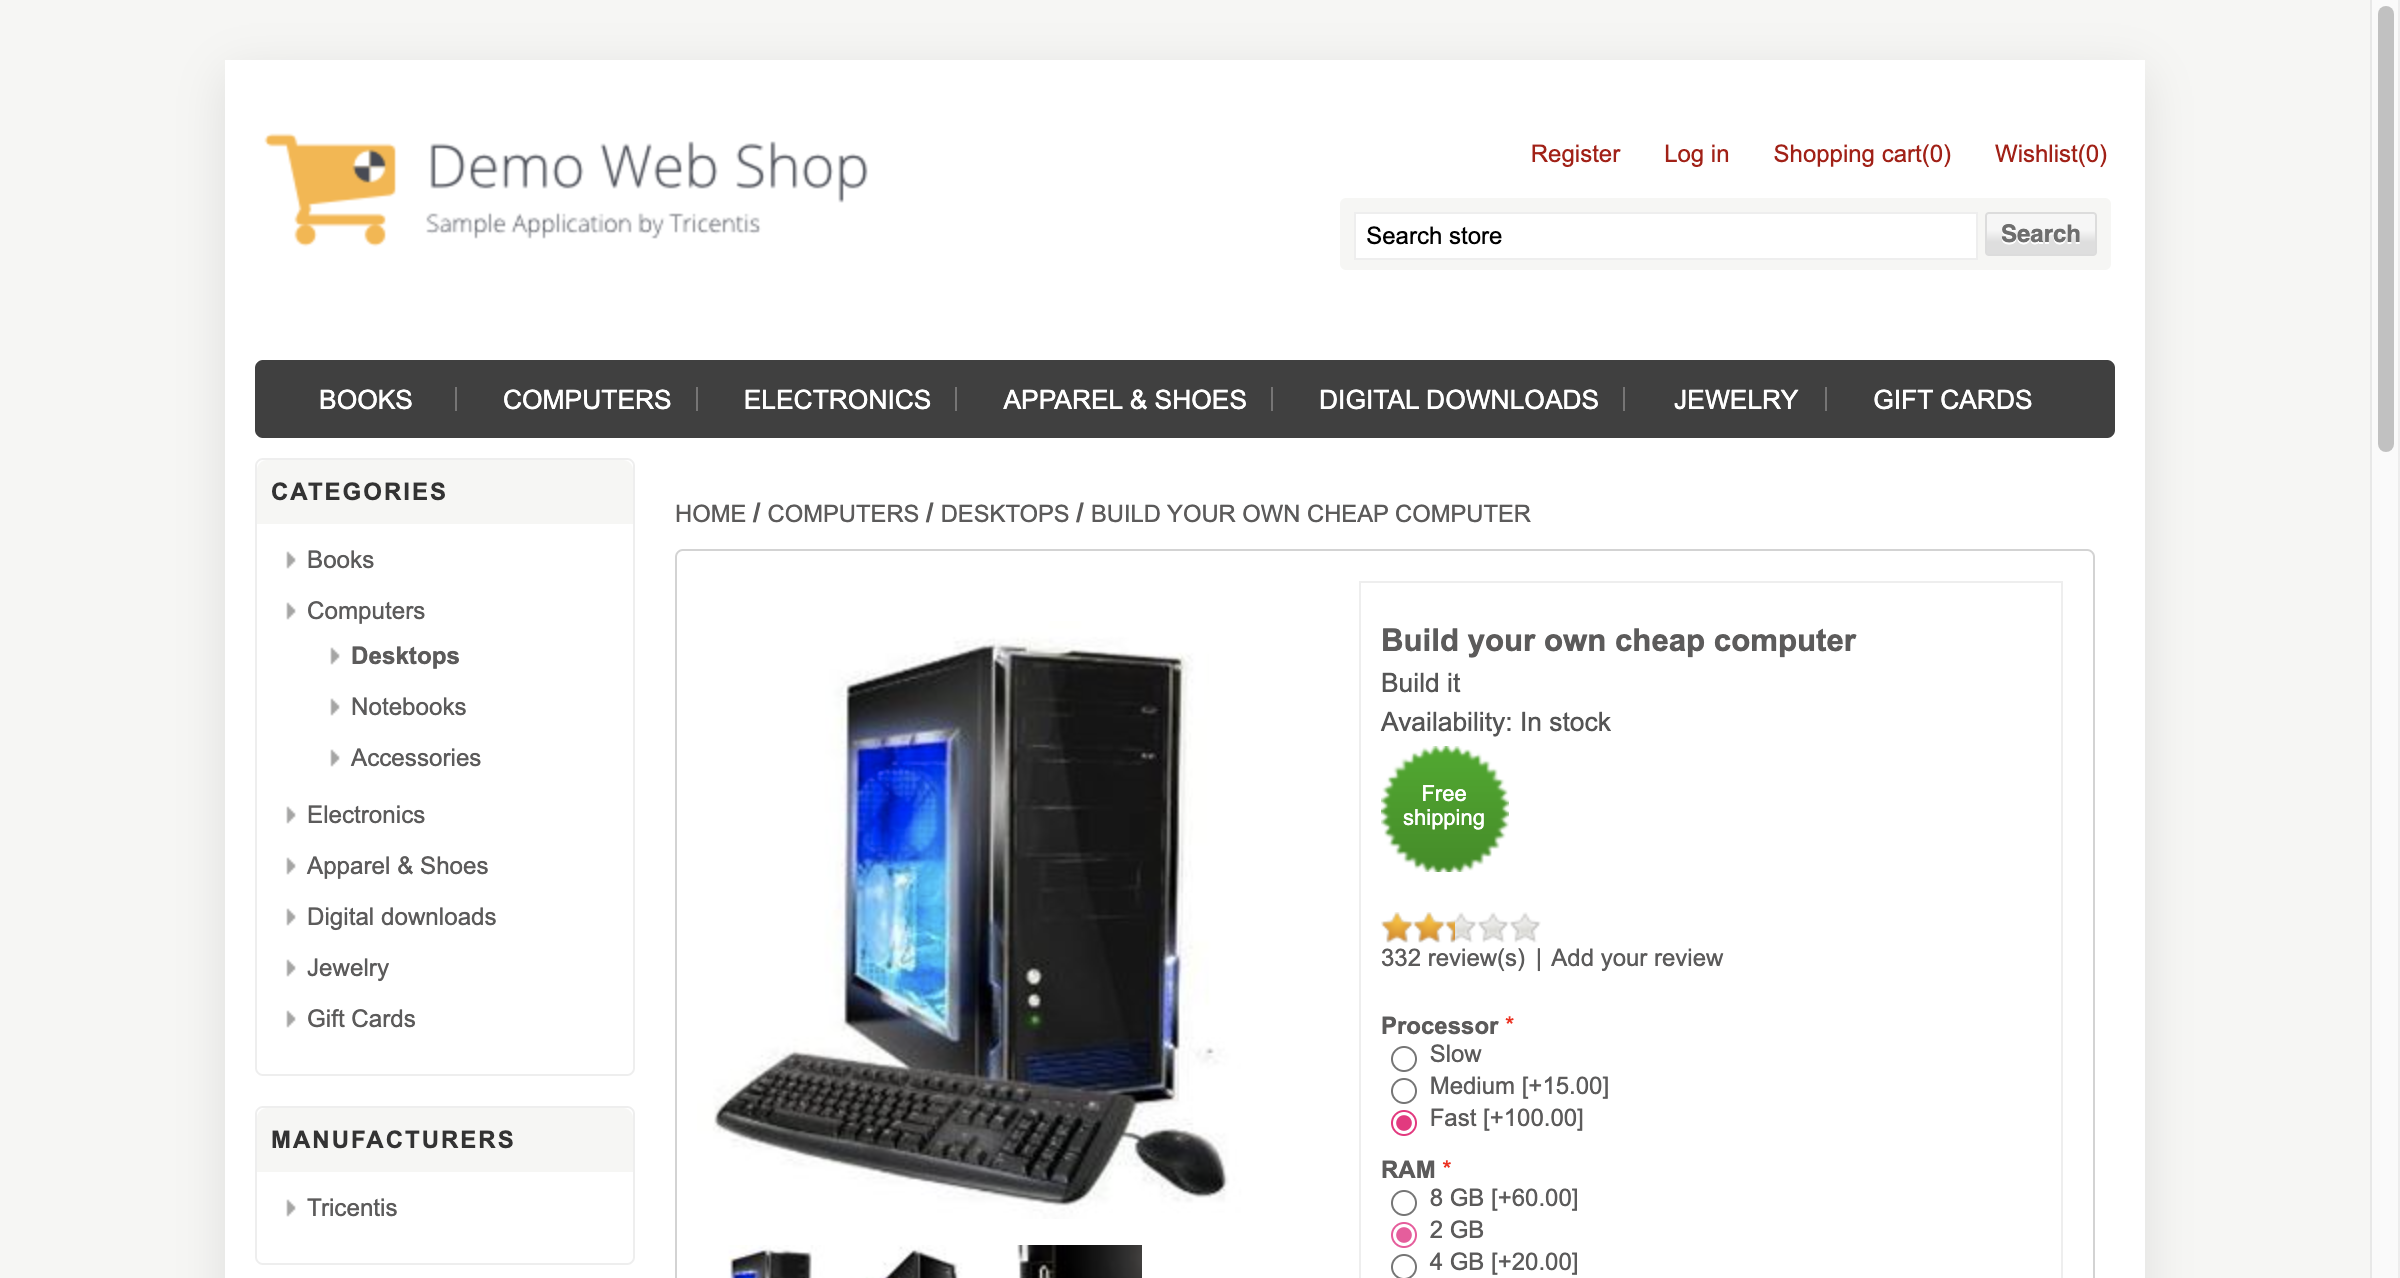 Demo Web Shop
Sample Application by Tricentis
Register Log in Shopping cart(0) Wishlist(0)
Search store Search
BOOKS COMPUTERS ELECTRONICS APPAREL & SHOES DIGITAL DOWNLOADS JEWELRY GIFT CARDS
CATEGORIES
Books
Computers
Desktops
Notebooks
Accessories
Electronics
Apparel & Shoes
Digital downloads
Jewelry
Gift Cards
MANUFACTURERS
Tricentis
HOME / COMPUTERS / DESKTOPS / BUILD YOUR OWN CHEAP COMPUTER
Build your own cheap computer
Build it
Availability: In stock
Free
shipping
332 review(s) | Add your review
Processor *
Slow
Medium [+15.00]
Fast [+100.00]
RAM *
8 GB [+60.00]
2 GB
4 GB [+20.00]